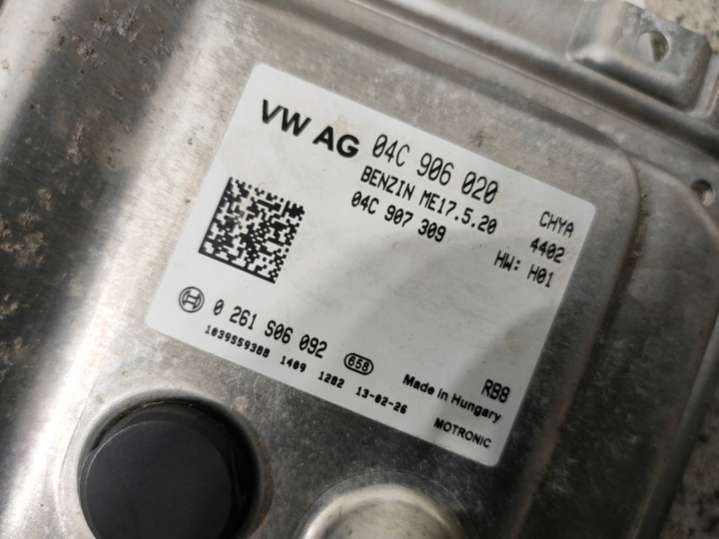 VW AG 04C 906 020
BENZIN ME17.5.20 CHYA
04C 907 309 4402
HW: H01
0 261 S06 092 658
1039S59388 1409 1282 13-02-26
Made in Hungary RBB
MOTRONIC